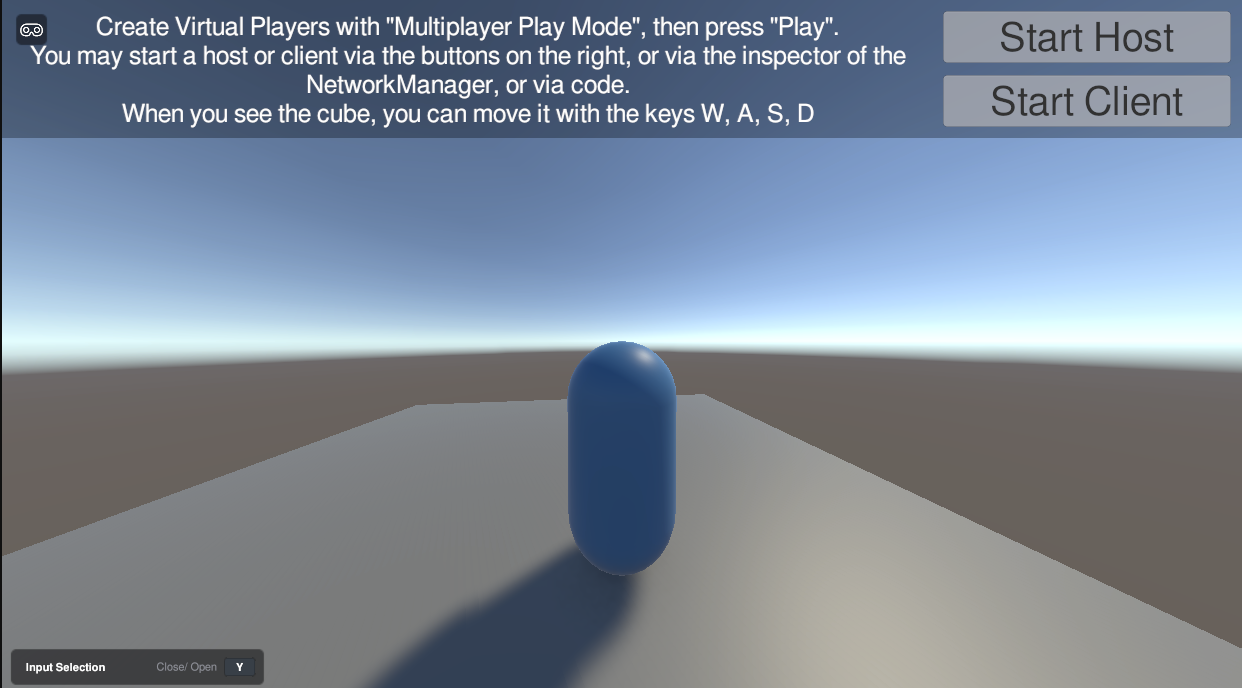 Create Virtual Players with "Multiplayer Play Mode", then press "Play".
You may start a host or client via the buttons on the right, or via the inspector of the
NetworkManager, or via code.
When you see the cube, you can move it with the keys W, A, S, D
Start Host
Start Client
Input Selection Close/ Open Y